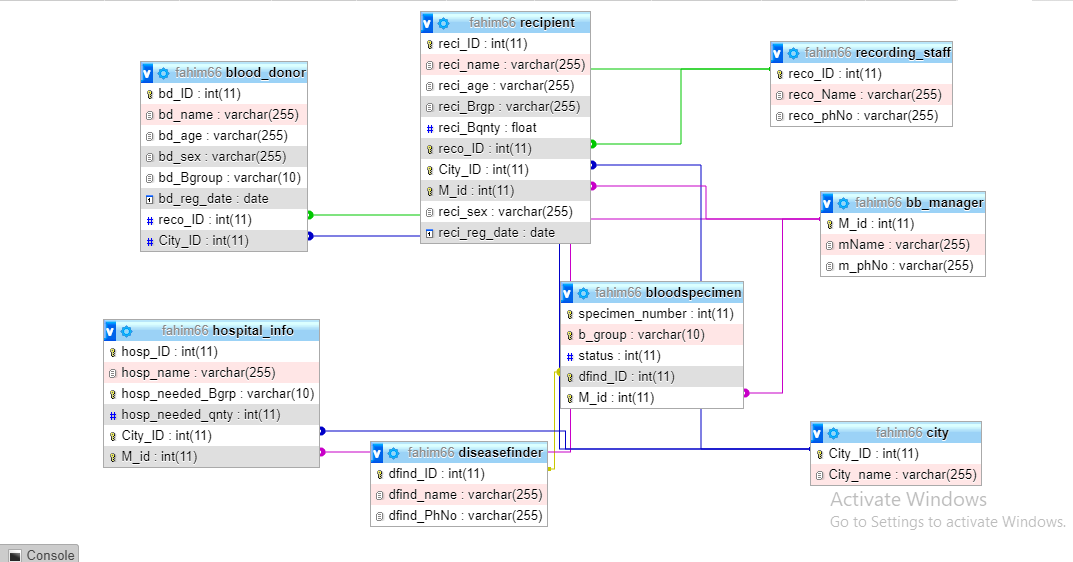 fahim66 recipient
reci_ID : int(11)
reci_name : varchar(255)
reci_age : varchar(255)
reci_Brgp : varchar(255)
reci_Bqnty : float
reco_ID : int(11)
City_ID : int(11)
M_id : int(11)
reci_sex : varchar(255)
reci_reg_date : date
fahim66 recording_staff
reco_ID : int(11)
reco_Name : varchar(255)
reco_phNo : varchar(255)
fahim66 blood_donor
bd_ID : int(11)
bd_name : varchar(255)
bd_age : varchar(255)
bd_sex : varchar(255)
bd_Bgroup : varchar(10)
bd_reg_date : date
reco_ID : int(11)
City_ID : int(11)
fahim66 bb_manager
M_id : int(11)
mName : varchar(255)
m_phNo : varchar(255)
fahim66 bloodspecimen
specimen_number : int(11)
b_group : varchar(10)
status : int(11)
dfind_ID : int(11)
M_id : int(11)
fahim66 hospital_info
hosp_ID : int(11)
hosp_name : varchar(255)
hosp_needed_Bgrp : varchar(10)
hosp_needed_qnty : int(11)
City_ID : int(11)
M_id : int(11)
fahim66 diseasefinder
dfind_ID : int(11)
dfind_name : varchar(255)
dfind_PhNo : varchar(255)
fahim66 city
City_ID : int(11)
City_name : varchar(255)
Activate Windows
Go to Settings to activate Windows.
Console